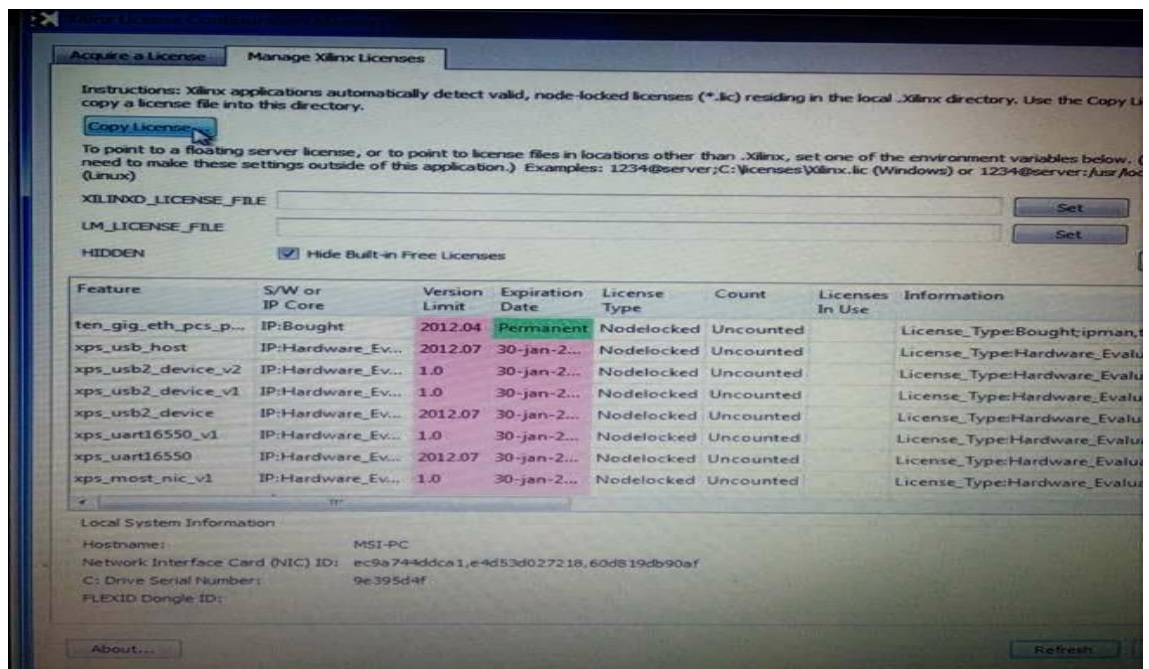 Xilinx License Configuration Manager
Acquire a License
Manage Xilinx Licenses
Instructions: Xilinx applications automatically detect valid, node-locked licenses (*.lic) residing in the local .Xilinx directory. Use the Copy Li
copy a license file into this directory.
Copy License...
To point to a floating server license, or to point to license files in locations other than .Xilinx, set one of the environment variables below. (
need to make these settings outside of this application.) Examples: 1234@server;C:\licenses\Xilinx.lic (Windows) or 1234@server:/usr/loc
(Linux)
XILINXD_LICENSE_FILE Set
LM_LICENSE_FILE Set
HIDDEN Hide Built-in Free Licenses
Feature S/W or IP Core Version Limit Expiration Date License Type Count Licenses In Use Information
ten_gig_eth_pcs_p... IP:Bought 2012.04 Permanent Nodelocked Uncounted License_Type:Bought;ipman,
xps_usb_host IP:Hardware_Ev... 2012.07 30-jan-2... Nodelocked Uncounted License_Type:Hardware_Evalu
xps_usb2_device_v2 IP:Hardware_Ev... 1.0 30-jan-2... Nodelocked Uncounted License_Type:Hardware_Evalu
xps_usb2_device_v1 IP:Hardware_Ev... 1.0 30-jan-2... Nodelocked Uncounted License_Type:Hardware_Evalu
xps_usb2_device IP:Hardware_Ev... 2012.07 30-jan-2... Nodelocked Uncounted License_Type:Hardware_Evalu
xps_uart16550_v1 IP:Hardware_Ev... 1.0 30-jan-2... Nodelocked Uncounted License_Type:Hardware_Evalu
xps_uart16550 IP:Hardware_Ev... 2012.07 30-jan-2... Nodelocked Uncounted License_Type:Hardware_Evalua
xps_most_nic_v1 IP:Hardware_Ev... 1.0 30-jan-2... Nodelocked Uncounted License_Type:Hardware_Evalua
Local System Information
Hostname: MSI-PC
Network Interface Card (NIC) ID: ec9a744ddca1,e4d53d027218,60d819db90af
C: Drive Serial Number: 9e395d4f
FLEXID Dongle ID:
About...
Refresh